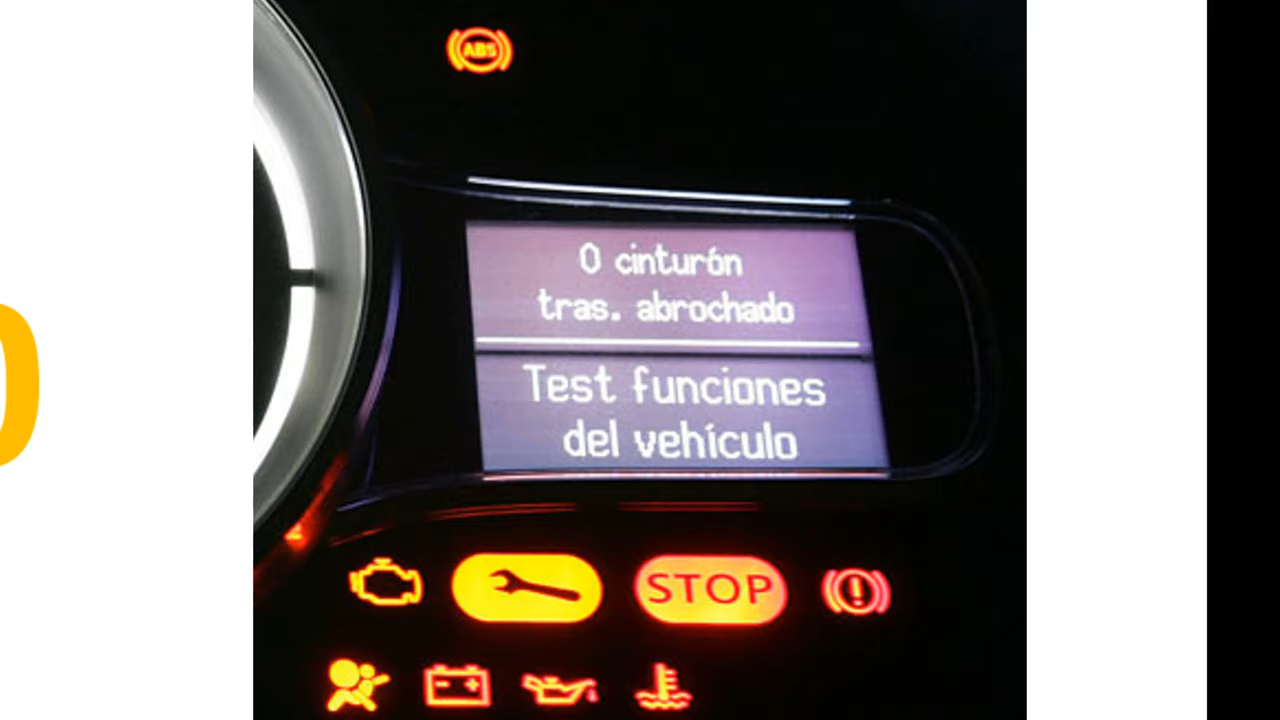 ABS
0 cinturón
tras. abrochado
Test funciones
del vehículo
STOP